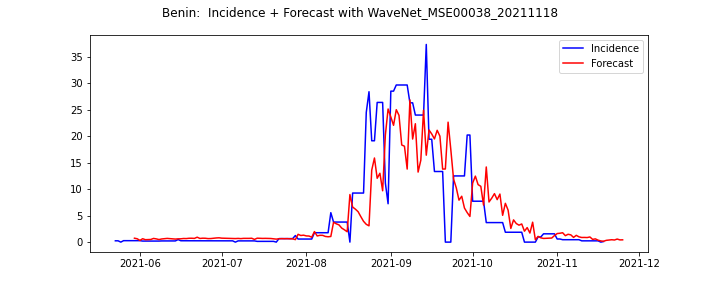 Benin:  Incidence + Forecast with WaveNet_MSE00038_20211118
Incidence
Forecast
35
30
25
20
15
10
5
0
2021-06 2021-07 2021-08 2021-09 2021-10 2021-11 2021-12